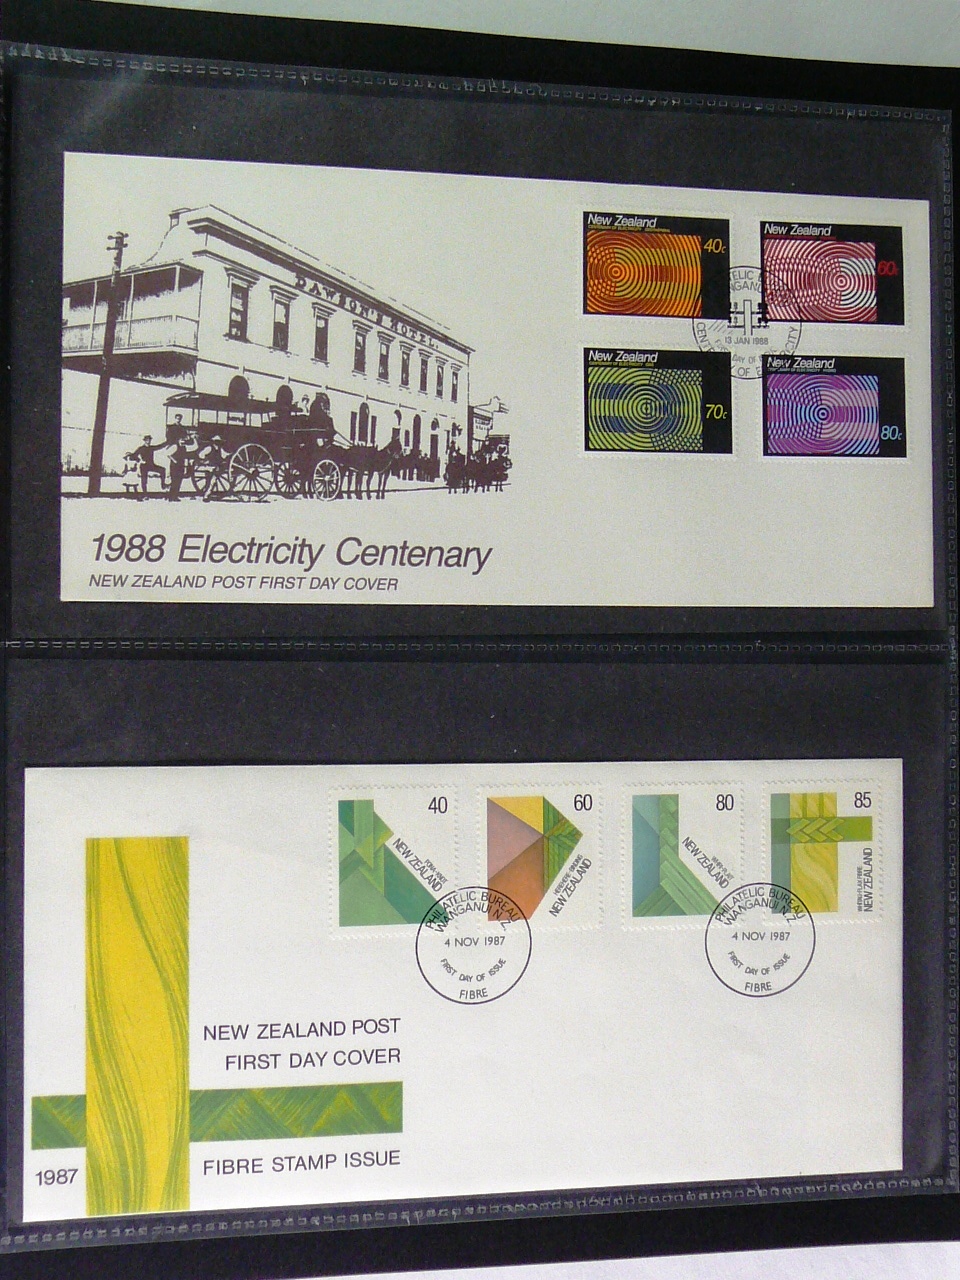 DAWSON'S HOTEL.
New Zealand
40c
New Zealand
60c
New Zealand
70c
New Zealand
80c
13 JAN 1988
1988 Electricity Centenary
NEW ZEALAND POST FIRST DAY COVER
40
NEW ZEALAND
60
NEW ZEALAND
80
NEW ZEALAND
85
NEW ZEALAND
PHILATELIC BUREAU
WANGANUI N.Z.
4 NOV 1987
FIRST DAY OF ISSUE
FIBRE
PHILATELIC BUREAU
WANGANUI N.Z.
4 NOV 1987
FIRST DAY OF ISSUE
FIBRE
NEW ZEALAND POST
FIRST DAY COVER
1987
FIBRE STAMP ISSUE